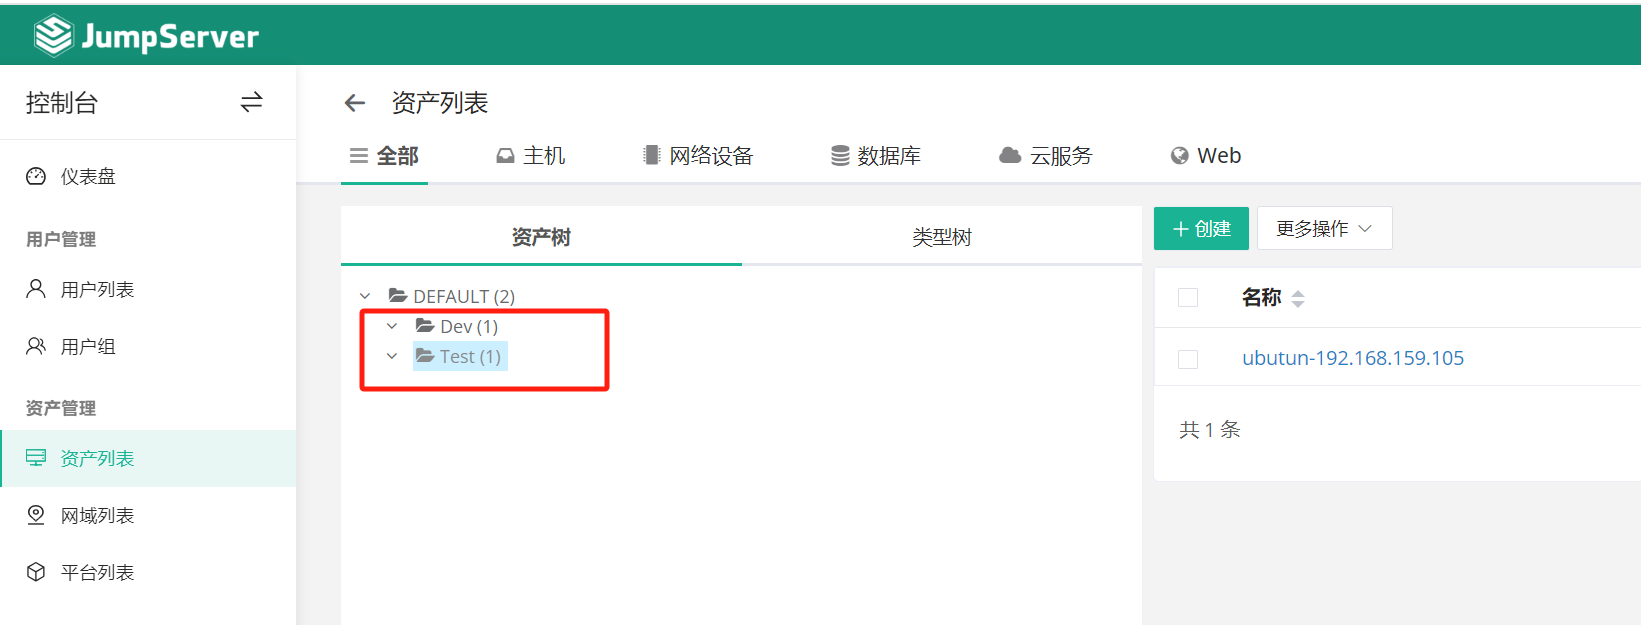 JumpServer
控制台
仪表盘
用户管理
用户列表
用户组
资产管理
资产列表
网域列表
平台列表
资产列表
全部 主机 网络设备 数据库 云服务 Web
资产树 类型树
DEFAULT (2)
Dev (1)
Test (1)
创建 更多操作
名称
ubutun-192.168.159.105
共 1 条